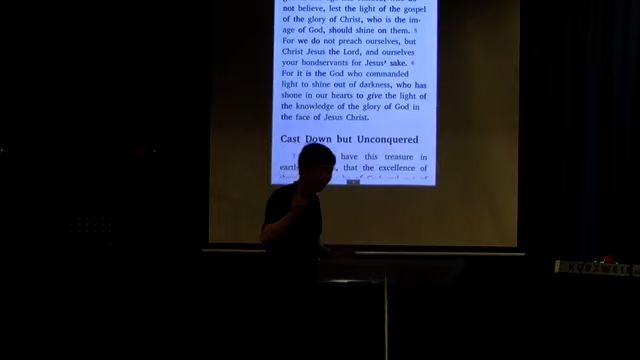 not believe, lest the light of the gospel
of the glory of Christ, who is the im-
age of God, should shine on them. 5
For we do not preach ourselves, but
Christ Jesus the Lord, and ourselves
your bondservants for Jesus' sake. 6
For it is the God who commanded
light to shine out of darkness, who has
shone in our hearts to give the light of
the knowledge of the glory of God in
the face of Jesus Christ.
Cast Down but Unconquered
have this treasure in
that the excellence of
KURZWEIL